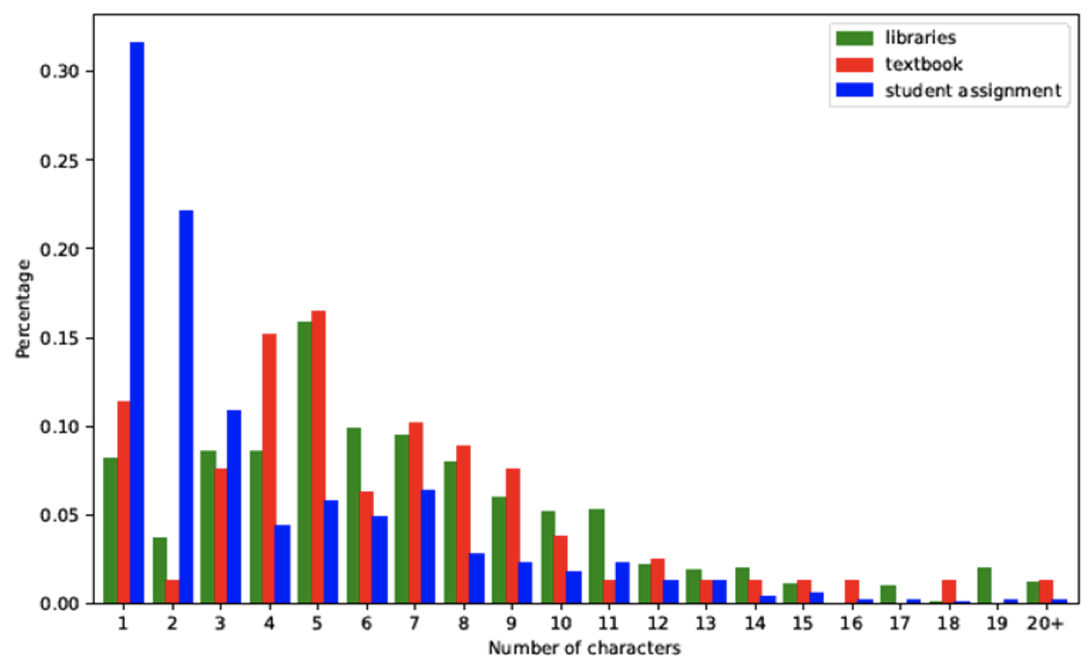 libraries
textbook
student assignment
0.30
0.25
0.20
0.15
0.10
0.05
0.00
Percentage
1 2 3 4 5 6 7 8 9 10 11 12 13 14 15 16 17 18 19 20+
Number of characters